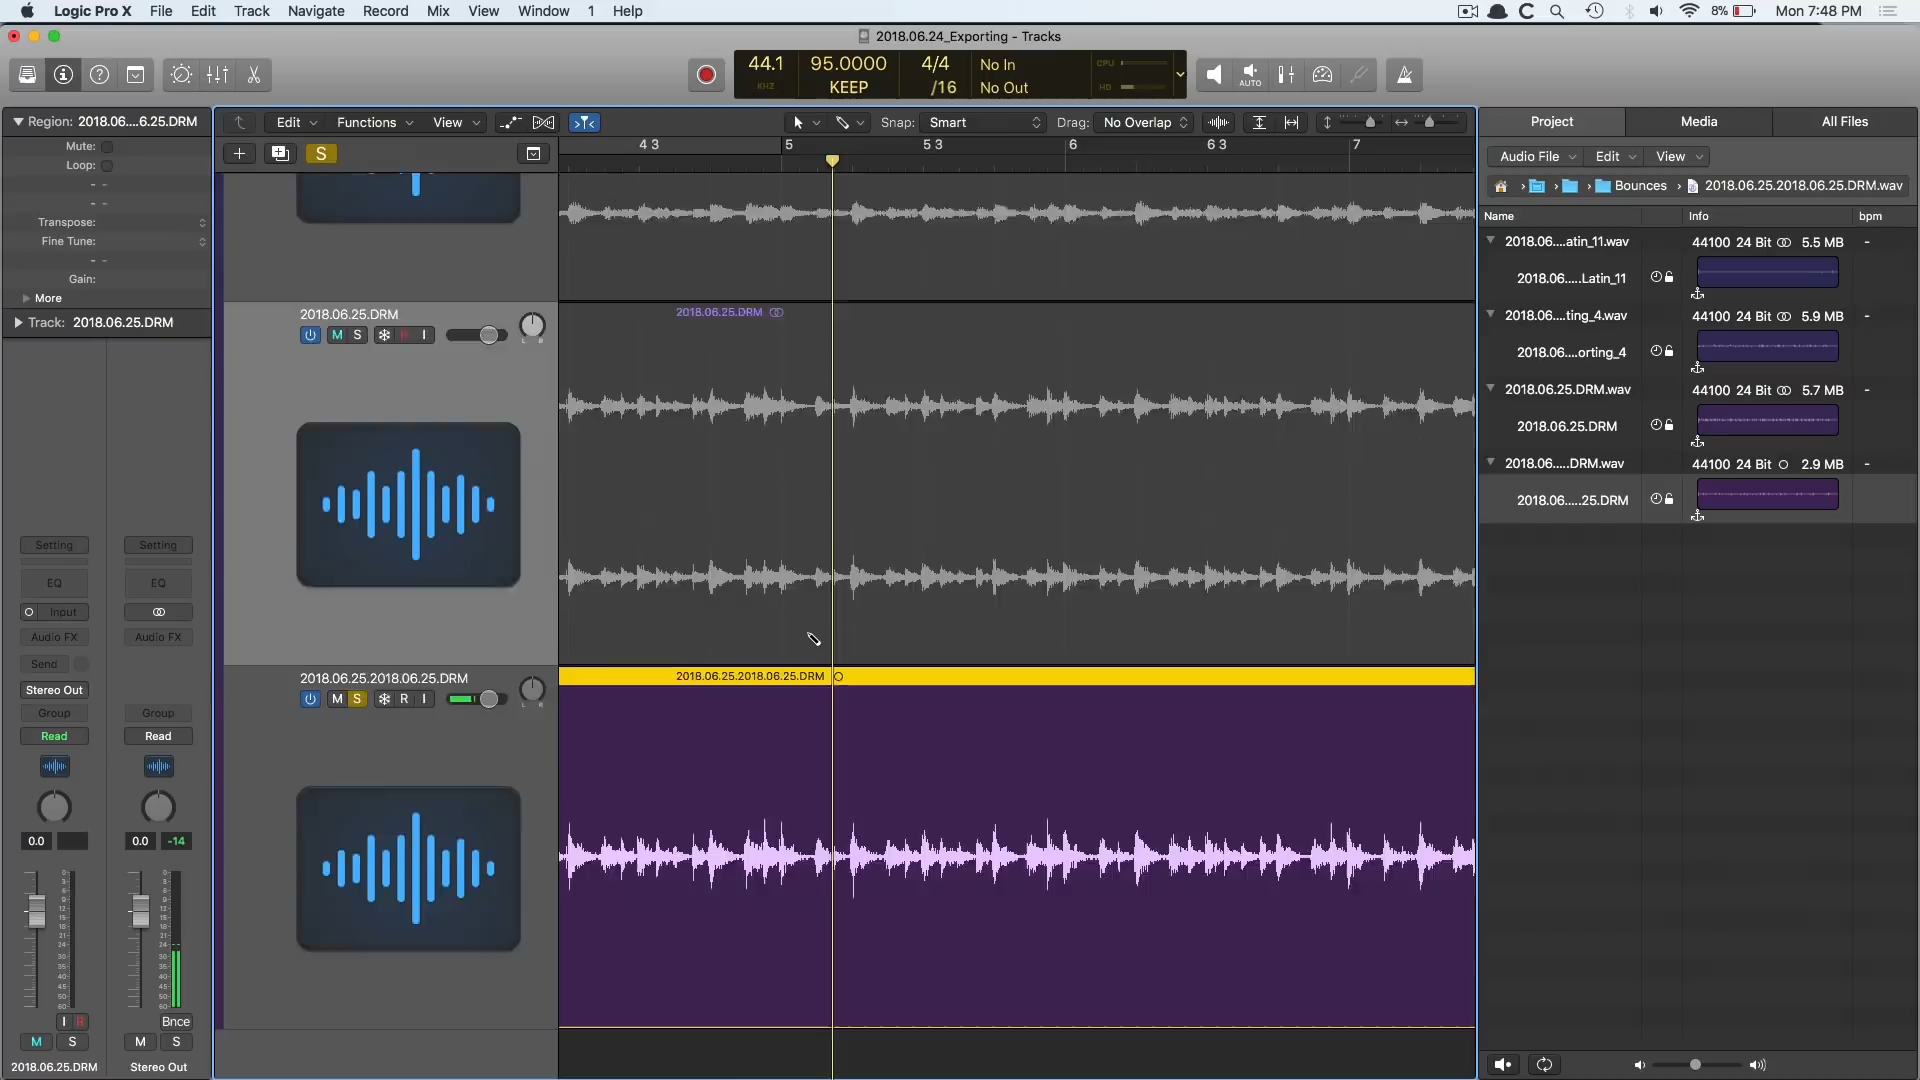 Logic Pro X File Edit Track Navigate Record Mix View Window 1 Help 8% Mon 7:48 PM
2018.06.24_Exporting - Tracks
44.1 95.0000 4/4 No In CPU
KHZ KEEP /16 No Out HD
AUTO
Region: 2018.06....6.25.DRM
Mute:
Loop:
Transpose:
Fine Tune:
Gain:
More
Track: 2018.06.25.DRM
Edit Functions View Snap: Smart Drag: No Overlap
S
4 3 5 5 3 6 6 3 7
2018.06.25.DRM
M S R I
L R
2018.06.25.DRM
2018.06.25.2018.06.25.DRM
M S R I
L R
2018.06.25.2018.06.25.DRM
Setting Setting
EQ EQ
Input
Audio FX Audio FX
Send
Stereo Out
Group Group
Read Read
0.0 0.0 -14
I R Bnce
M S M S
2018.06.25.DRM Stereo Out
Project Media All Files
Audio File Edit View
Bounces 2018.06.25.2018.06.25.DRM.wav
Name Info bpm
2018.06....atin_11.wav 44100 24 Bit 5.5 MB -
2018.06.....Latin_11
2018.06....ting_4.wav 44100 24 Bit 5.9 MB -
2018.06....orting_4
2018.06.25.DRM.wav 44100 24 Bit 5.7 MB -
2018.06.25.DRM
2018.06.....DRM.wav 44100 24 Bit 2.9 MB -
2018.06.....25.DRM